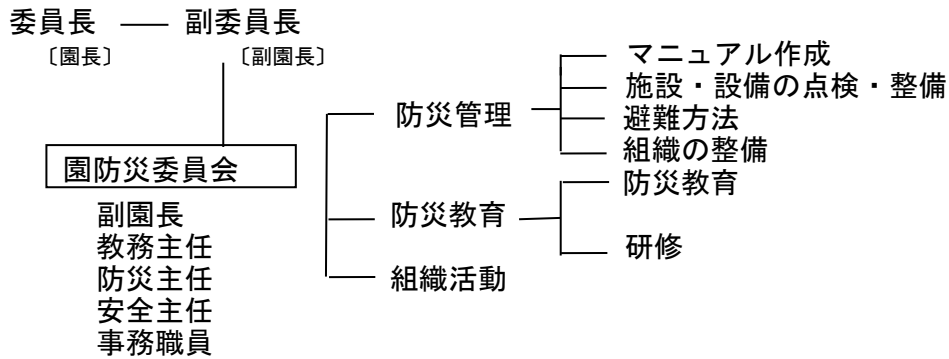 委員長 ―― 副委員長
〔園長〕 〔副園長〕
園防災委員会
副園長
教務主任
防災主任
安全主任
事務職員
防災管理
マニュアル作成
施設・設備の点検・整備
避難方法
組織の整備
防災教育
防災教育
研修
組織活動